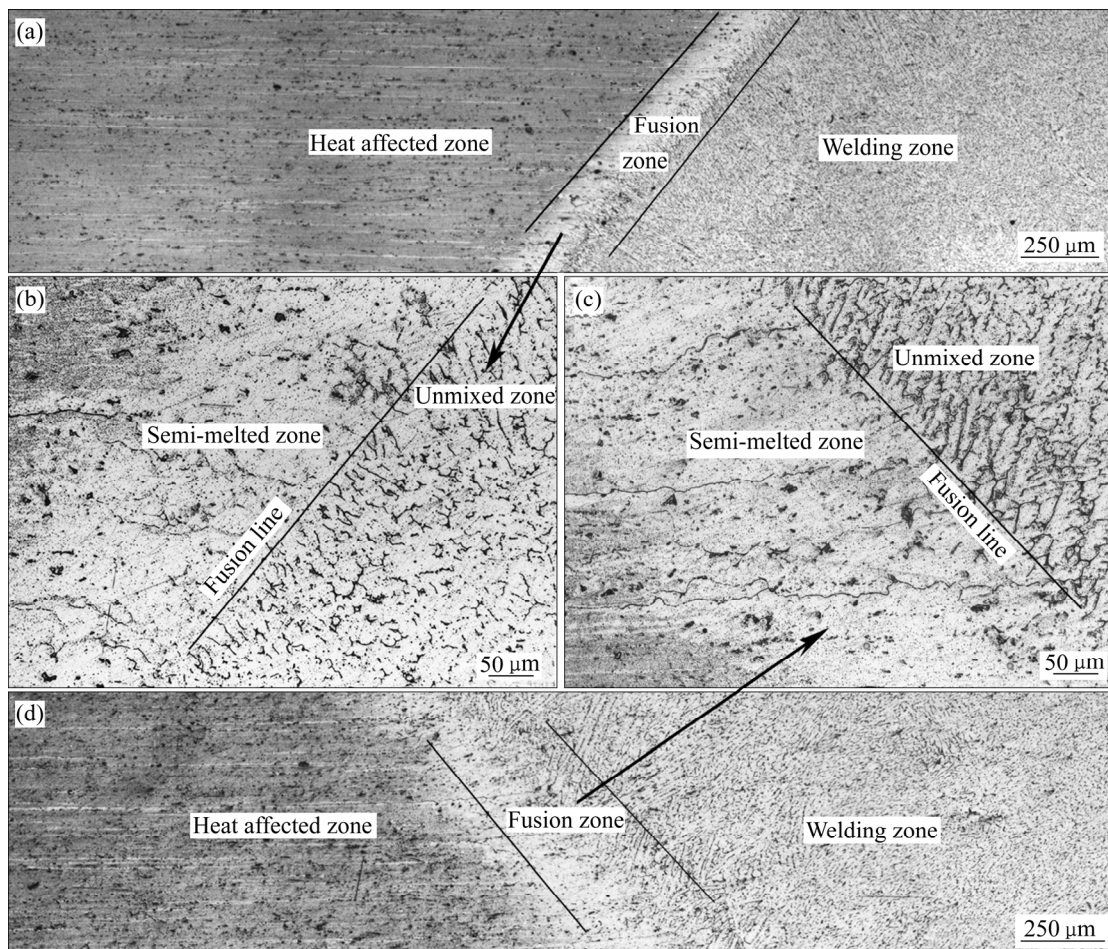 (a)
Heat affected zone
Fusion
zone
Welding zone
250 μm
(b)
Semi-melted zone
Unmixed zone
Fusion line
50 μm
(c)
Unmixed zone
Semi-melted zone
Fusion line
50 μm
(d)
Heat affected zone
Fusion zone
Welding zone
250 μm